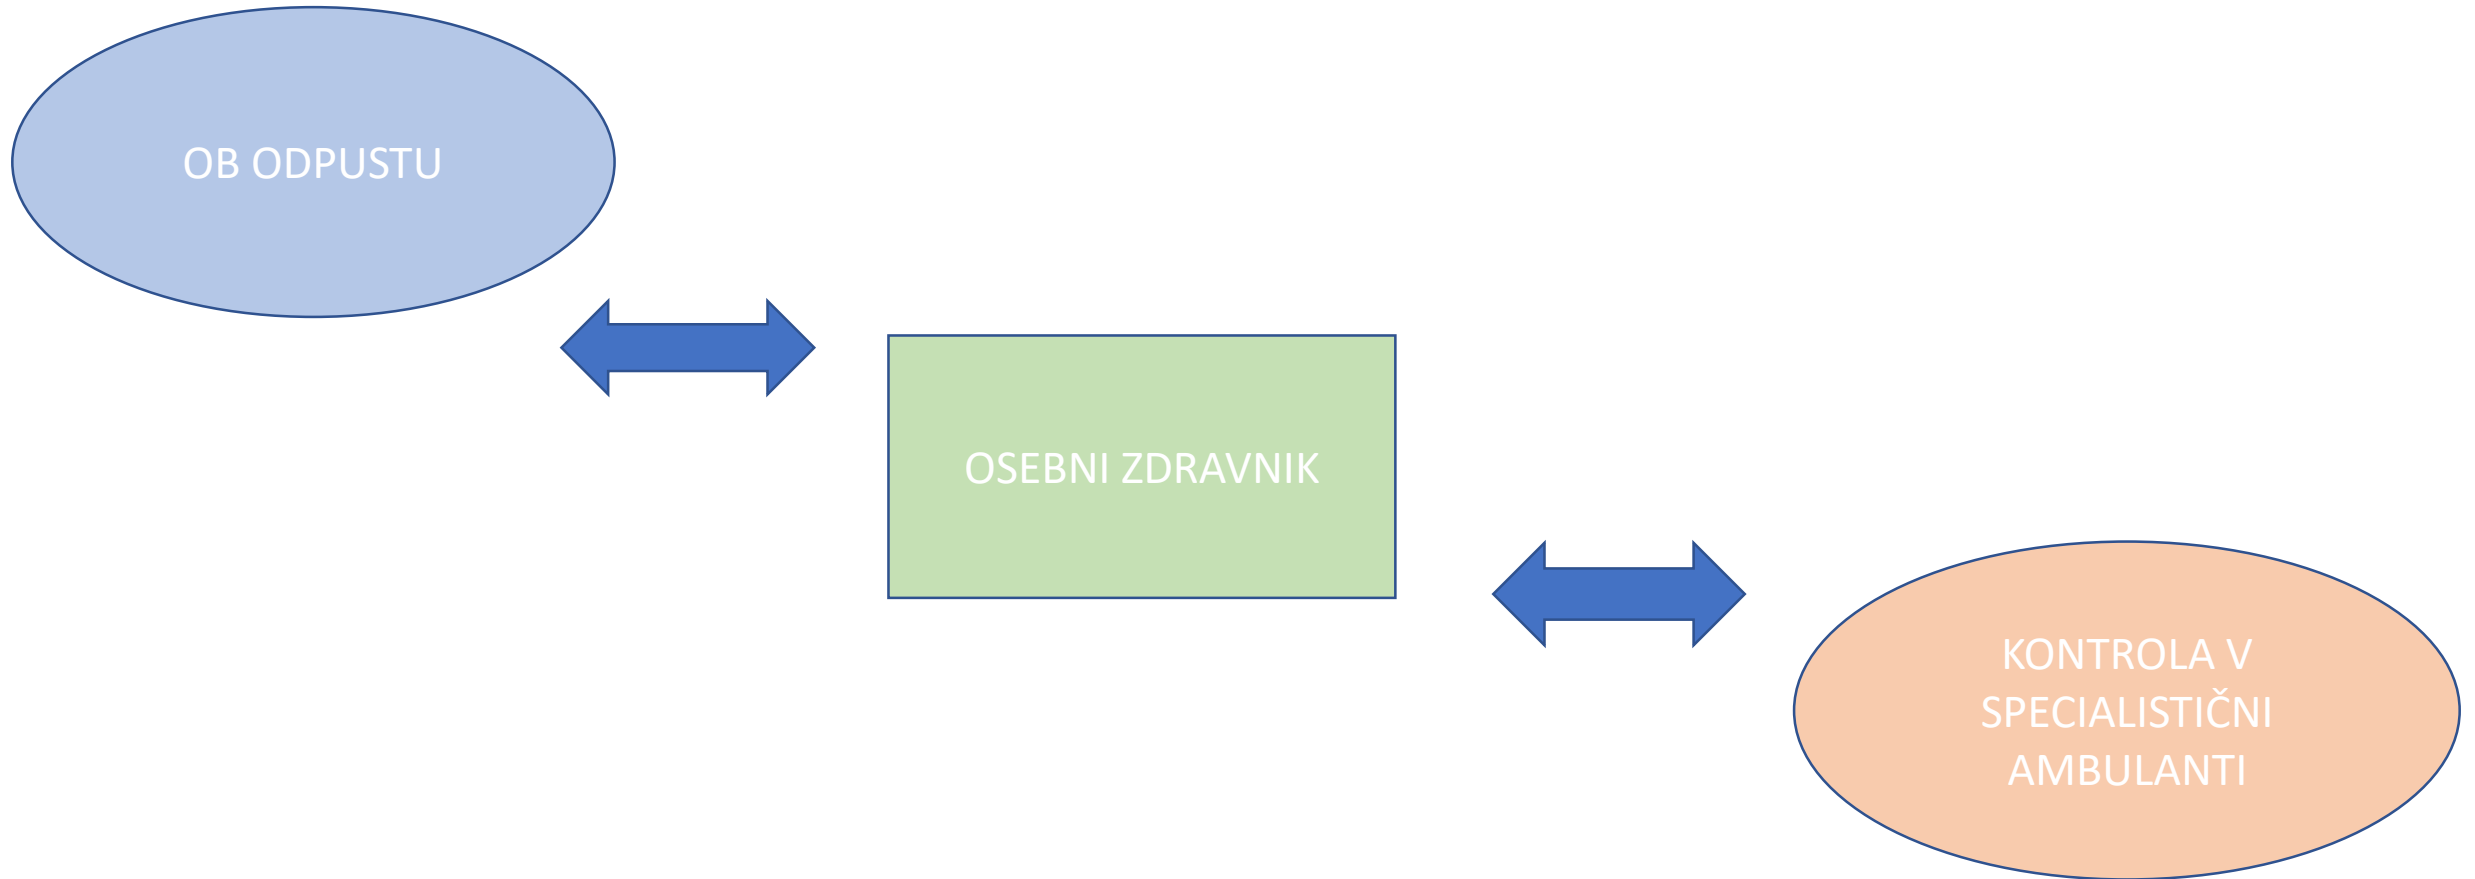 OB ODPUSTU
OSEBNI ZDRAVNIK
KONTROLA V
SPECIALISTIČNI
AMBULANTI